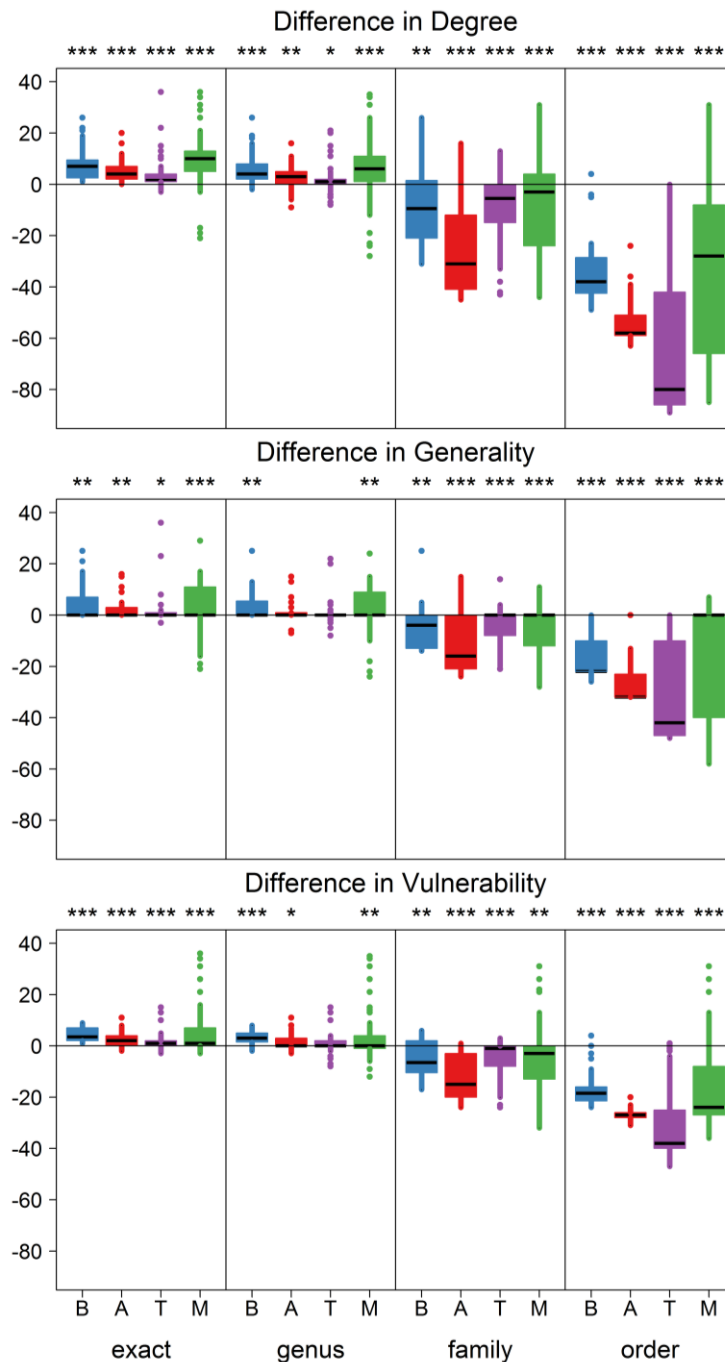 Difference in Degree
*** *** *** *** *** ** * *** ** *** *** *** *** *** *** ***
40
20
0
-20
-40
-60
-80
Difference in Generality
** ** * *** ** ** ** *** *** *** *** *** *** ***
40
20
0
-20
-40
-60
-80
Difference in Vulnerability
*** *** *** *** *** * ** ** *** *** ** *** *** *** ***
40
20
0
-20
-40
-60
-80
B A T M B A T M B A T M B A T M
exact genus family order